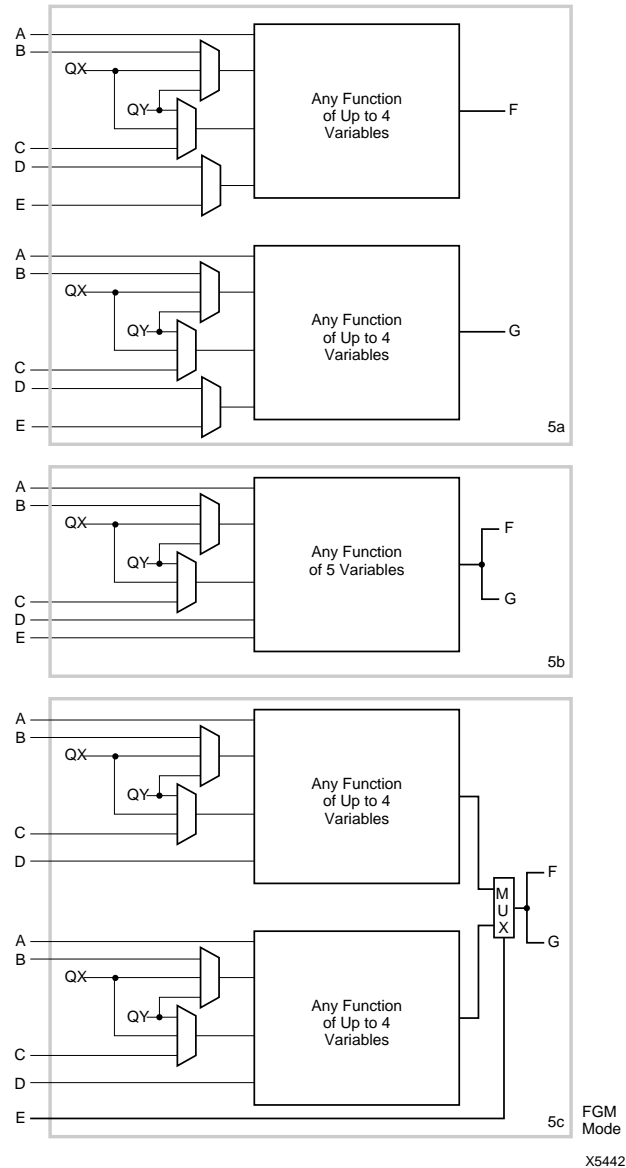 A
B
QX
QY
C
D
E
Any Function
of Up to 4
Variables
F
A
B
QX
QY
C
D
E
Any Function
of Up to 4
Variables
G
5a
A
B
QX
QY
C
D
E
Any Function
of 5 Variables
F
G
5b
A
B
QX
QY
C
D
Any Function
of Up to 4
Variables
A
B
QX
QY
C
D
E
Any Function
of Up to 4
Variables
M
U
X
F
G
5c
FGM
Mode
X5442